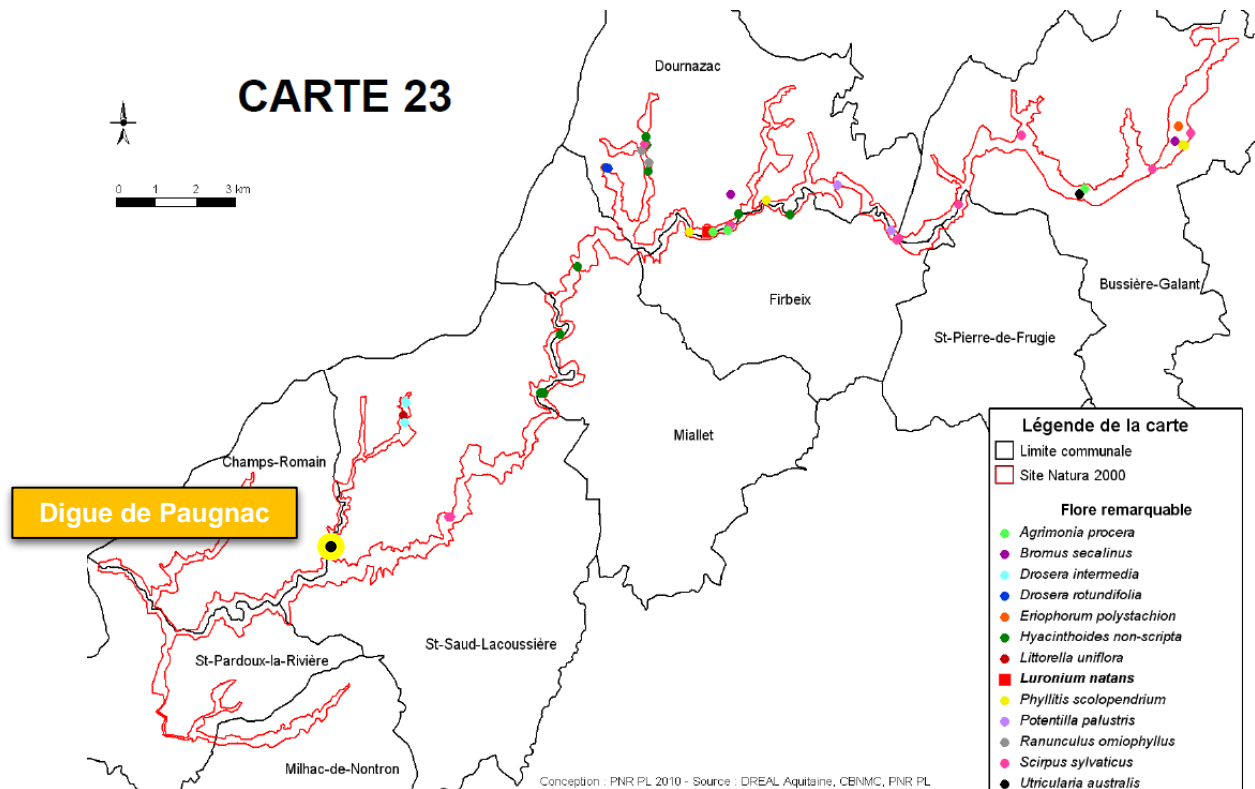 CARTE 23
Dournazac
0 1 2 3 km
Firbeix
Bussière-Galant
St-Pierre-de-Frugie
Miallet
Champs-Romain
Digue de Paugnac
St-Saud-Lacoussière
St-Pardoux-la-Rivière
Milhac-de-Nontron
Légende de la carte
Limite communale
Site Natura 2000
Flore remarquable
Agrimonia procera
Bromus secalinus
Drosera intermedia
Drosera rotundifolia
Eriophorum polystachion
Hyacinthoides non-scripta
Littorella uniflora
Luronium natans
Phyllitis scolopendrium
Potentilla palustris
Ranunculus omiophyllus
Scirpus sylvaticus
Utricularia australis
Conception : PNR PL 2010 - Source : DREAL Aquitaine, CBNMC, PNR PL